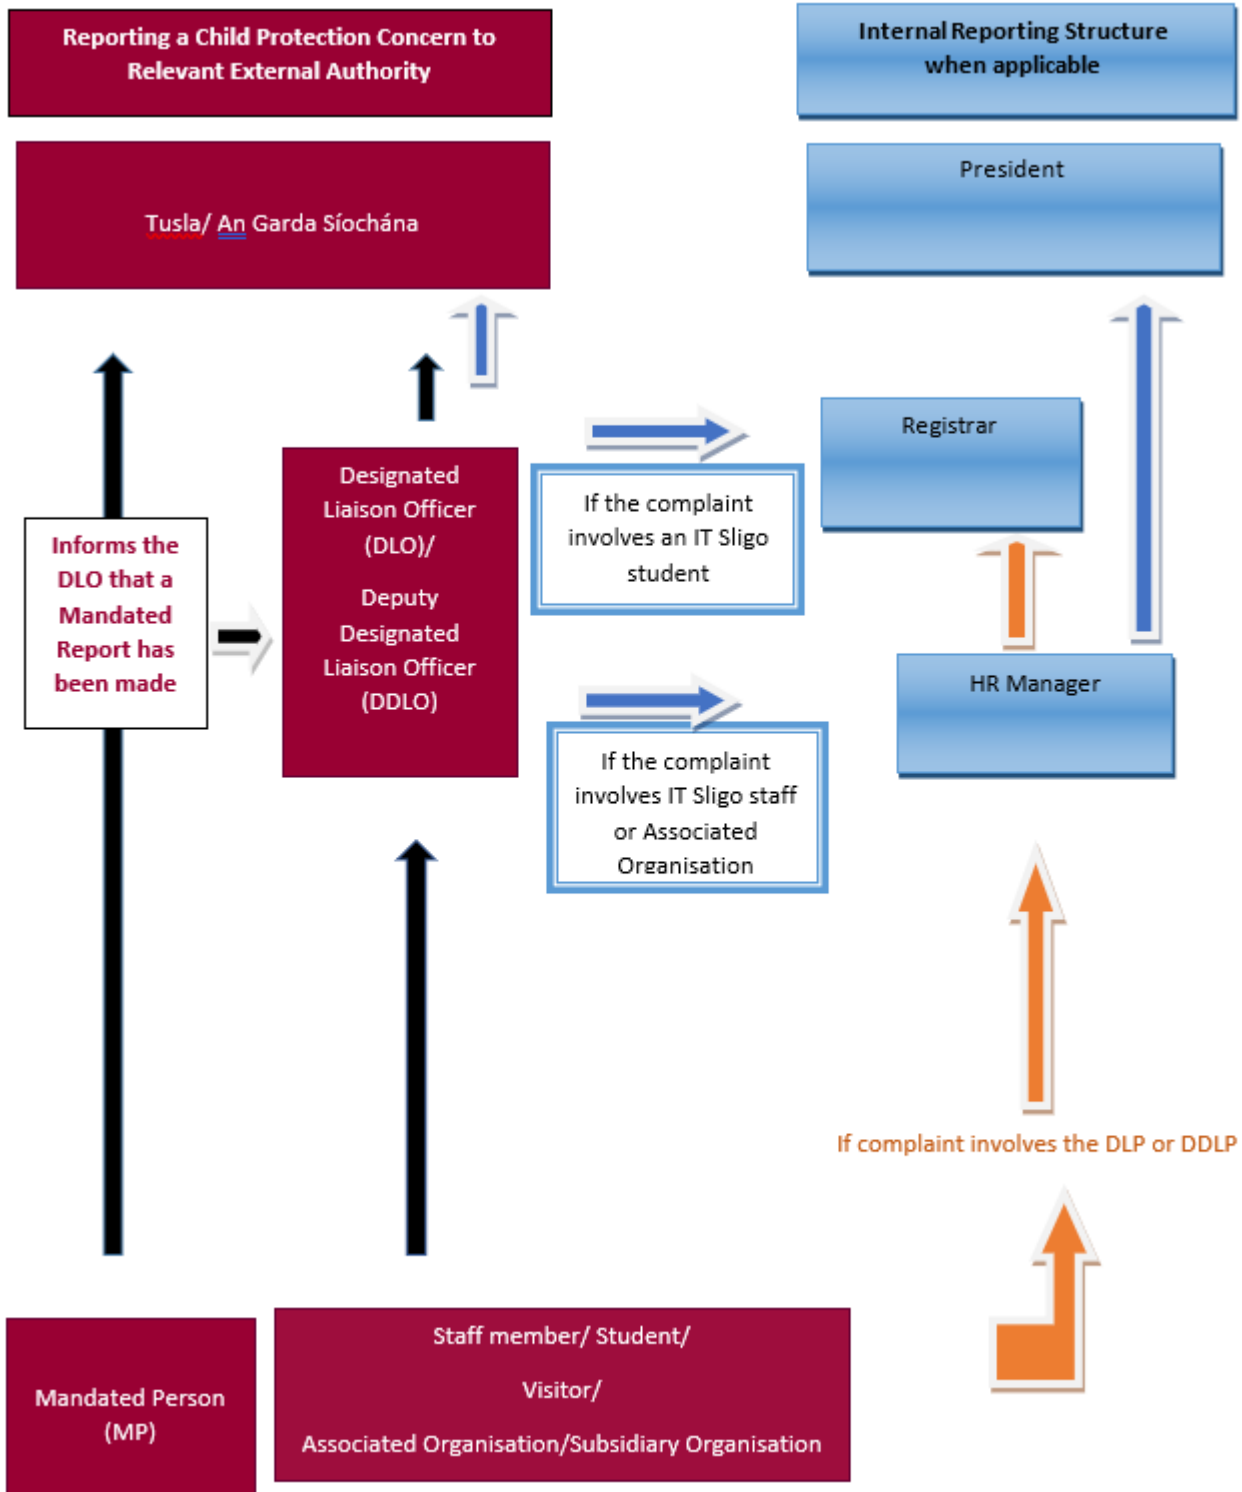 Reporting a Child Protection Concern to
Relevant External Authority
Internal Reporting Structure
when applicable
Tusla/ An Garda Síochána
President
Registrar
Designated
Liaison Officer
(DLO)/
Deputy
Designated
Liaison Officer
(DDLO)
If the complaint
involves an IT Sligo
student
Informs the
DLO that a
Mandated
Report has
been made
HR Manager
If the complaint
involves IT Sligo staff
or Associated
Organisation
If complaint involves the DLP or DDLP
Mandated Person
(MP)
Staff member/ Student/
Visitor/
Associated Organisation/Subsidiary Organisation